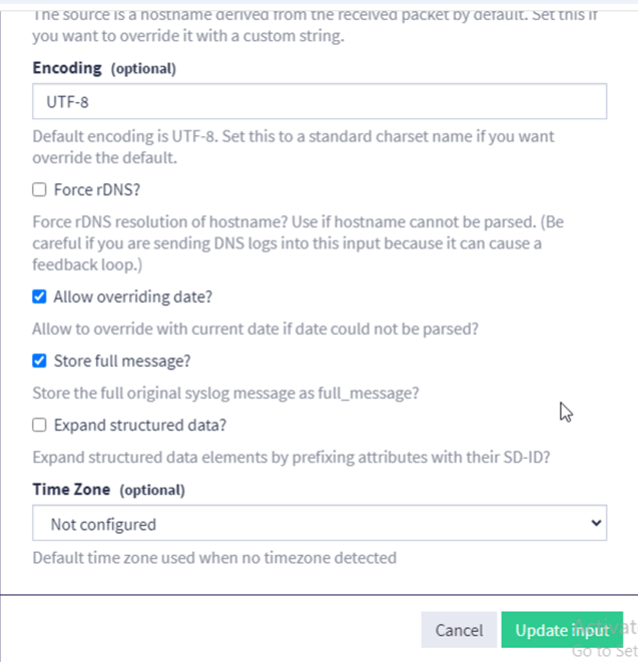 The source is a hostname derived from the received packet by default. Set this if
you want to override it with a custom string.
Encoding (optional)
UTF-8
Default encoding is UTF-8. Set this to a standard charset name if you want
override the default.
Force rDNS?
Force rDNS resolution of hostname? Use if hostname cannot be parsed. (Be
careful if you are sending DNS logs into this input because it can cause a
feedback loop.)
Allow overriding date?
Allow to override with current date if date could not be parsed?
Store full message?
Store the full original syslog message as full_message?
Expand structured data?
Expand structured data elements by prefixing attributes with their SD-ID?
Time Zone (optional)
Not configured
Default time zone used when no timezone detected
Cancel
Update input
Go to Set